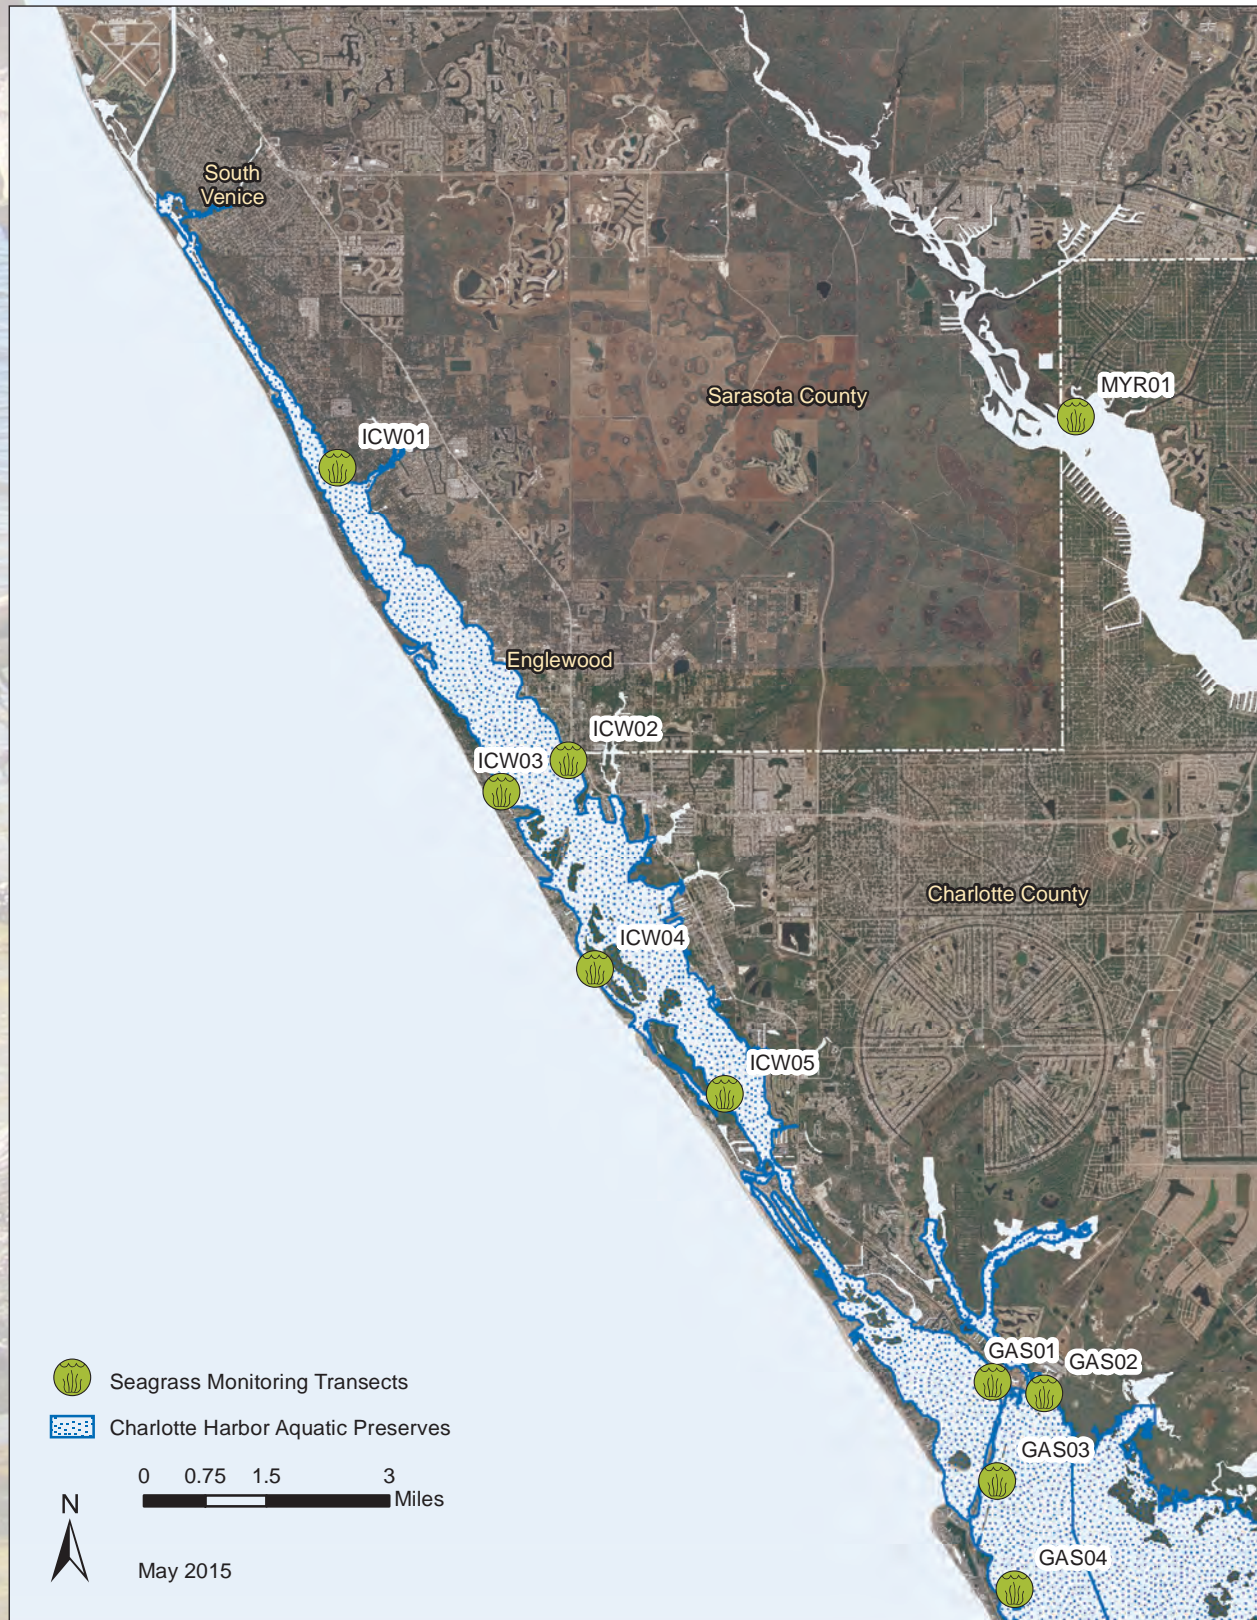 South
Venice
Sarasota County
MYR01
ICW01
Englewood
ICW02
ICW03
Charlotte County
ICW04
ICW05
GAS01
GAS02
GAS03
GAS04
Seagrass Monitoring Transects
Charlotte Harbor Aquatic Preserves
0 0.75 1.5 3
Miles
N
May 2015